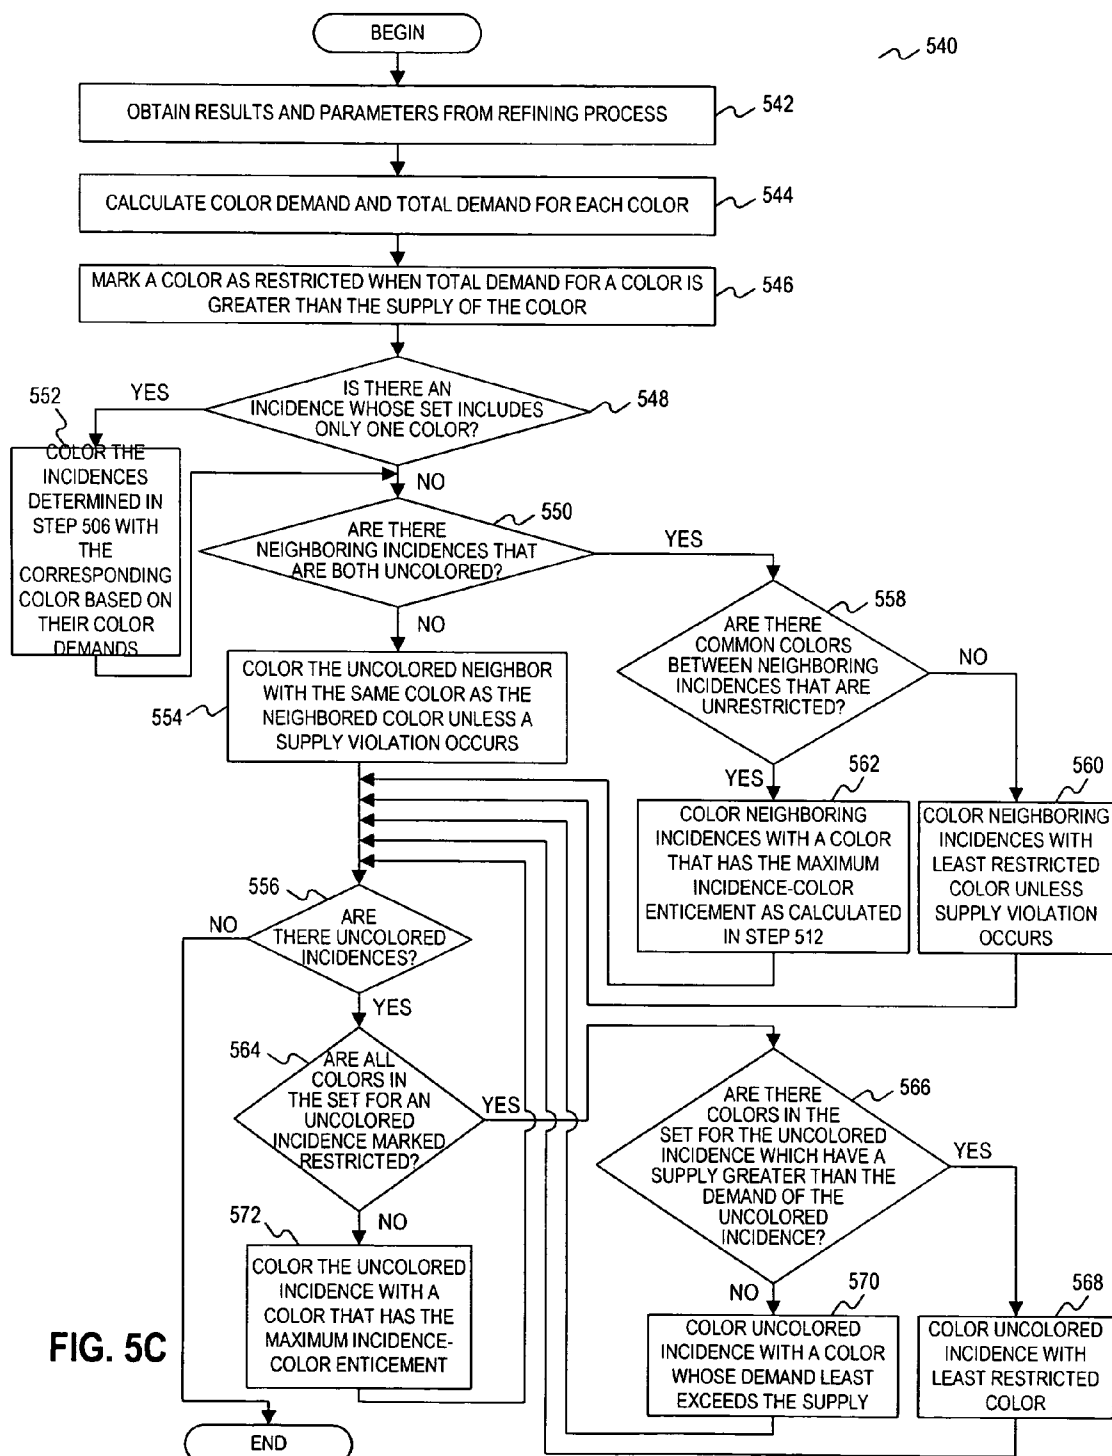 BEGIN
540
OBTAIN RESULTS AND PARAMETERS FROM REFINING PROCESS
542
CALCULATE COLOR DEMAND AND TOTAL DEMAND FOR EACH COLOR
544
MARK A COLOR AS RESTRICTED WHEN TOTAL DEMAND FOR A COLOR IS
GREATER THAN THE SUPPLY OF THE COLOR
546
IS THERE AN
INCIDENCE WHOSE SET INCLUDES
ONLY ONE COLOR?
548
YES
NO
552
COLOR THE
INCIDENCES
DETERMINED IN
STEP 506 WITH
THE
CORRESPONDING
COLOR BASED ON
THEIR COLOR
DEMANDS
550
ARE THERE
NEIGHBORING INCIDENCES THAT
ARE BOTH UNCOLORED?
YES
NO
558
ARE THERE
COMMON COLORS
BETWEEN NEIGHBORING
INCIDENCES THAT ARE
UNRESTRICTED?
NO
YES
554
COLOR THE UNCOLORED NEIGHBOR
WITH THE SAME COLOR AS THE
NEIGHBORED COLOR UNLESS A
SUPPLY VIOLATION OCCURS
562
COLOR NEIGHBORING
INCIDENCES WITH A COLOR
THAT HAS THE MAXIMUM
INCIDENCE-COLOR
ENTICEMENT AS CALCULATED
IN STEP 512
560
COLOR NEIGHBORING
INCIDENCES WITH
LEAST RESTRICTED
COLOR UNLESS
SUPPLY VIOLATION
OCCURS
556
ARE
THERE UNCOLORED
INCIDENCES?
NO
YES
564
ARE ALL
COLORS IN
THE SET FOR AN
UNCOLORED
INCIDENCE MARKED
RESTRICTED?
YES
NO
566
ARE THERE
COLORS IN THE
SET FOR THE UNCOLORED
INCIDENCE WHICH HAVE A
SUPPLY GREATER THAN THE
DEMAND OF THE
UNCOLORED
INCIDENCE?
YES
NO
572
COLOR THE UNCOLORED
INCIDENCE WITH A
COLOR THAT HAS THE
MAXIMUM INCIDENCE-
COLOR ENTICEMENT
570
COLOR UNCOLORED
INCIDENCE WITH A COLOR
WHOSE DEMAND LEAST
EXCEEDS THE SUPPLY
568
COLOR UNCOLORED
INCIDENCE WITH
LEAST RESTRICTED
COLOR
FIG. 5C
END